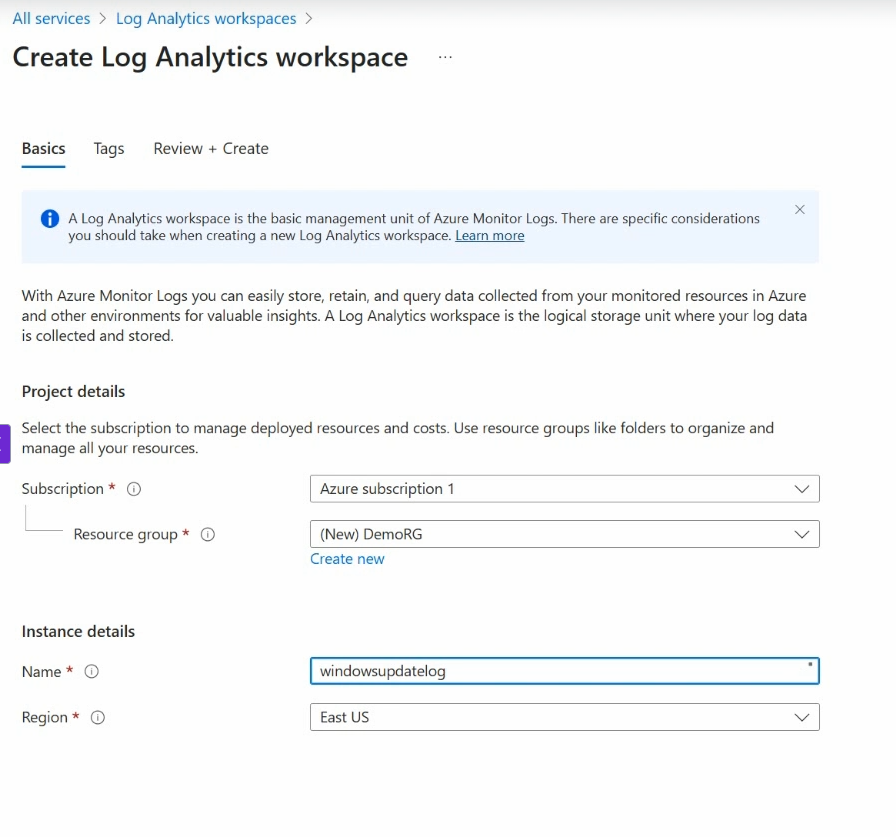 All services > Log Analytics workspaces >
Create Log Analytics workspace ...
Basics Tags Review + Create
A Log Analytics workspace is the basic management unit of Azure Monitor Logs. There are specific considerations
you should take when creating a new Log Analytics workspace. Learn more
With Azure Monitor Logs you can easily store, retain, and query data collected from your monitored resources in Azure
and other environments for valuable insights. A Log Analytics workspace is the logical storage unit where your log data
is collected and stored.
Project details
Select the subscription to manage deployed resources and costs. Use resource groups like folders to organize and
manage all your resources.
Subscription * Azure subscription 1
Resource group * (New) DemoRG
Create new
Instance details
Name * windowsupdatelog
Region * East US